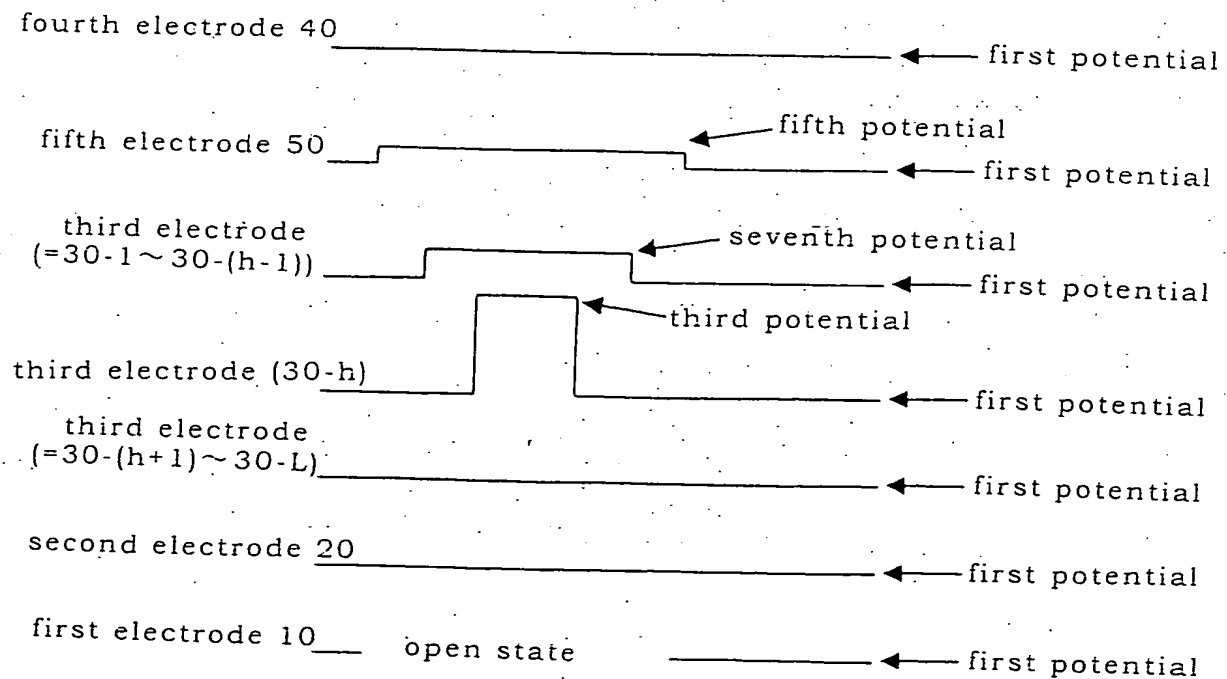 fourth electrode 40
first potential
fifth potential
fifth electrode 50
first potential
third electrode
(=30-1～30-(h-1))
seventh potential
first potential
third potential
third electrode (30-h)
first potential
third electrode
(=30-(h+1)～30-L)
first potential
second electrode 20
first potential
first electrode 10
open state
first potential